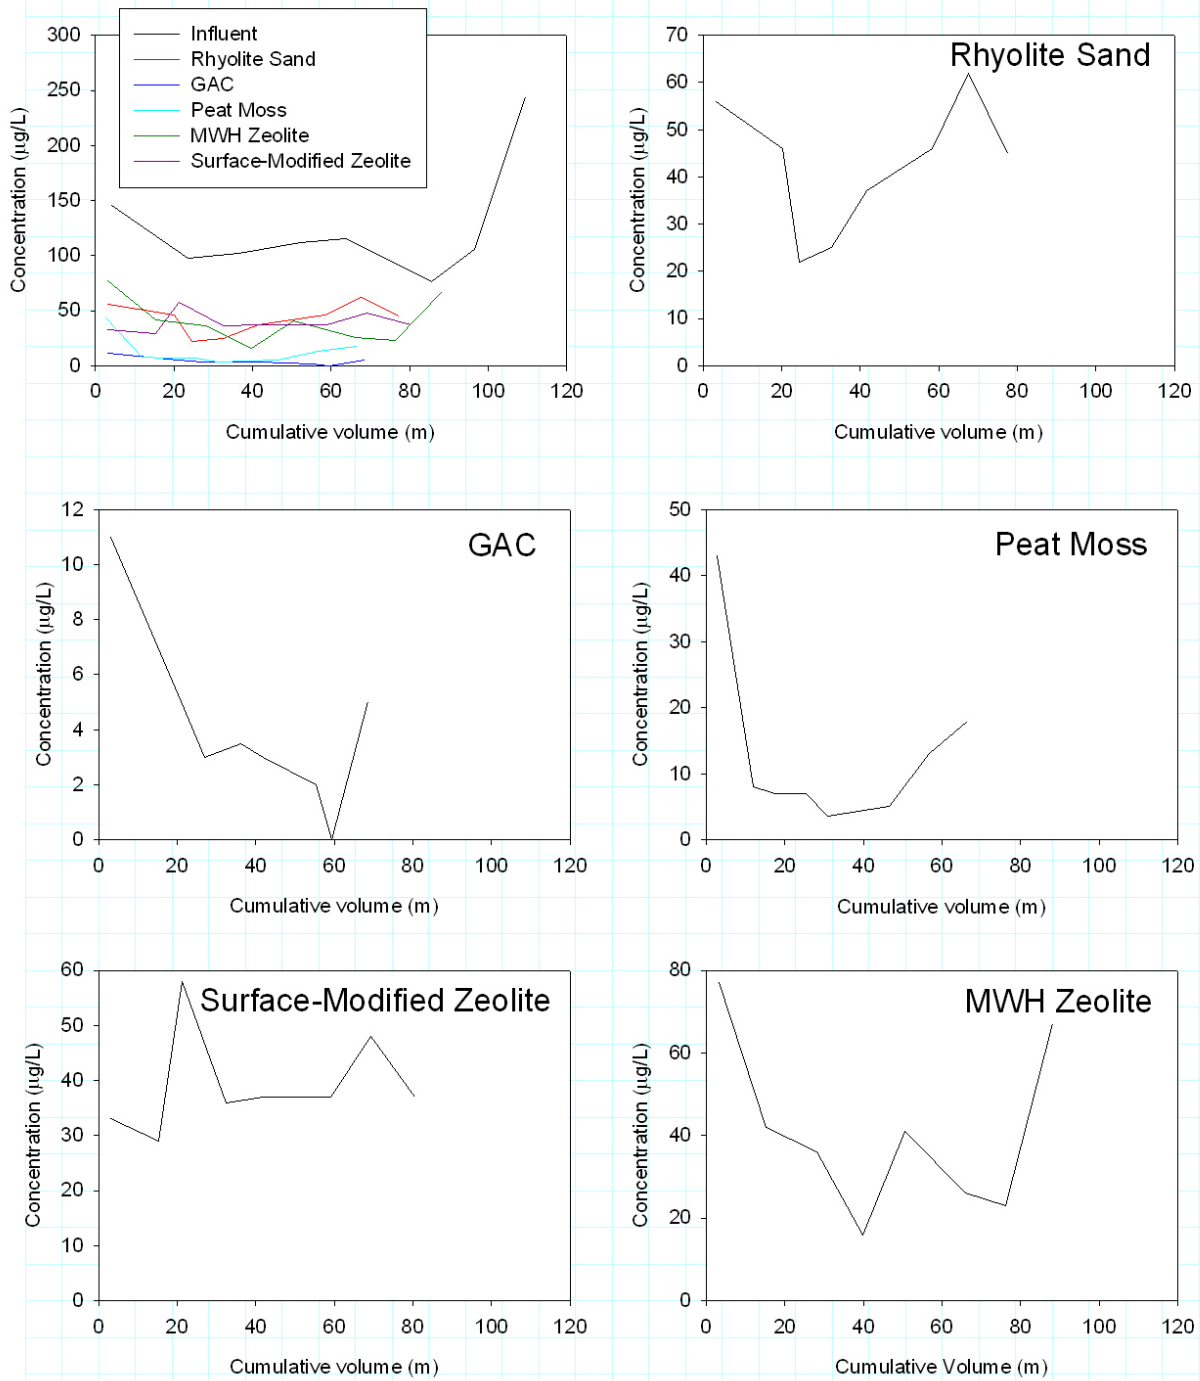 Influent
Rhyolite Sand
GAC
Peat Moss
MWH Zeolite
Surface-Modified Zeolite
300
250
200
150
100
50
0
Concentration (µg/L)
0 20 40 60 80 100 120
Cumulative volume (m)
Rhyolite Sand
70
60
50
40
30
20
10
0
Concentration (µg/L)
0 20 40 60 80 100 120
Cumulative volume (m)
GAC
12
10
8
6
4
2
0
Concentration (µg/L)
0 20 40 60 80 100 120
Cumulative volume (m)
Peat Moss
50
40
30
20
10
0
Concentration (µg/L)
0 20 40 60 80 100 120
Cumulative volume (m)
Surface-Modified Zeolite
60
50
40
30
20
10
0
Concentration (µg/L)
0 20 40 60 80 100 120
Cumulative volume (m)
MWH Zeolite
80
60
40
20
0
Concentration (µg/L)
0 20 40 60 80 100 120
Cumulative Volume (m)